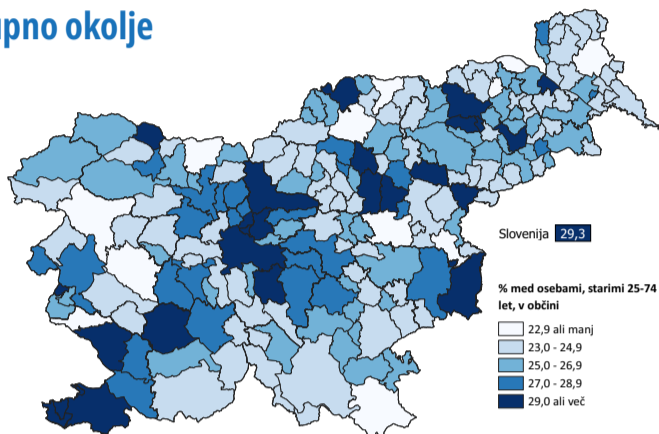 upno okolje
Slovenija 29,3
% med osebami, starimi 25-74
let, v občini
22,9 ali manj
23,0 - 24,9
25,0 - 26,9
27,0 - 28,9
29,0 ali več